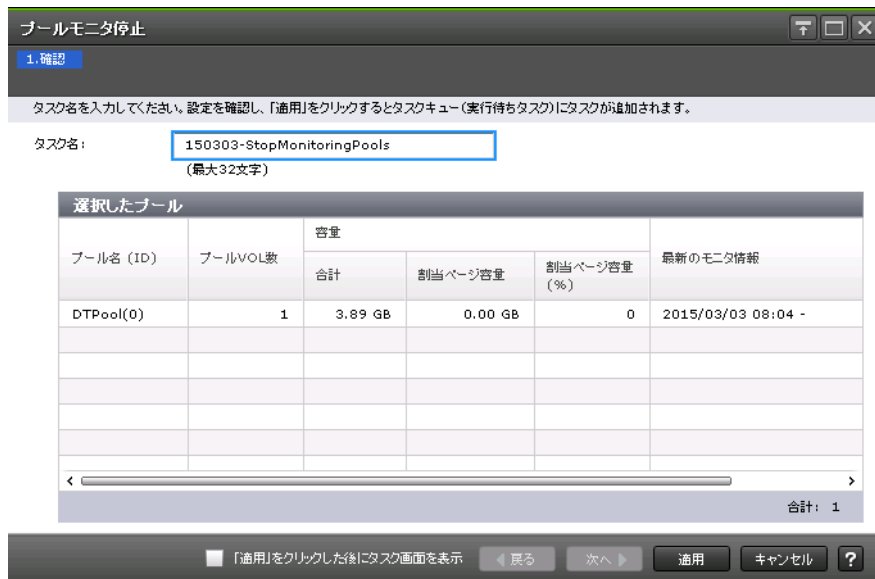 プールモニタ停止
1.確認
タスク名を入力してください。設定を確認し、「適用」をクリックするとタスクキュー(実行待ちタスク)にタスクが追加されます。
タスク名:
150303-StopMonitoringPools
(最大32文字)
選択したプール
プール名 (ID) プールVOL数 容量 最新のモニタ情報
合計 割当ページ容量 割当ページ容量 (%)
DTPool(0) 1 3.89 GB 0.00 GB 0 2015/03/03 08:04 -
合計: 1
「適用」をクリックした後にタスク画面を表示 戻る 次へ 適用 キャンセル ?